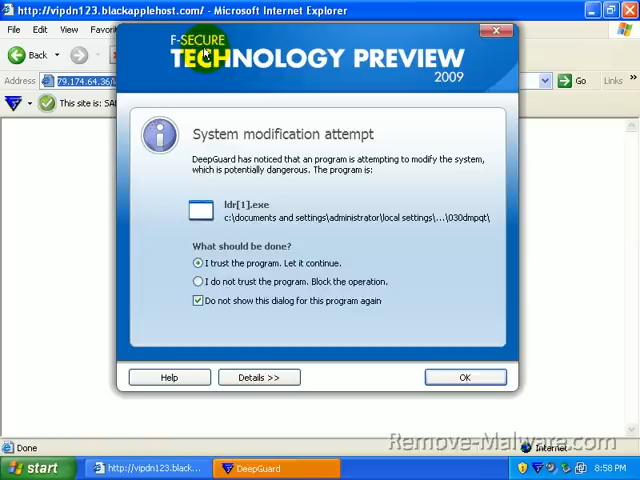 http://vipdn123.blackapplehost.com/ - Microsoft Internet Explorer
File
Edit
View
Back
Address
79.174.64.36/l
Go
Links
»
This site is: SA
F-SECURE
TECHNOLOGY PREVIEW
2009
System modification attempt
DeepGuard has noticed that an program is attempting to modify the system,
which is potentially dangerous. The program is:
ldr[1].exe
c:\documents and settings\administrator\local settings\...\030dmpqt\
What should be done?
I trust the program. Let it continue.
I do not trust the program. Block the operation.
Do not show this dialog for this program again
Help
Details >>
OK
Remove-Malware.com
Done
Internet
start
http://vipdn123.black...
DeepGuard
8:58 PM